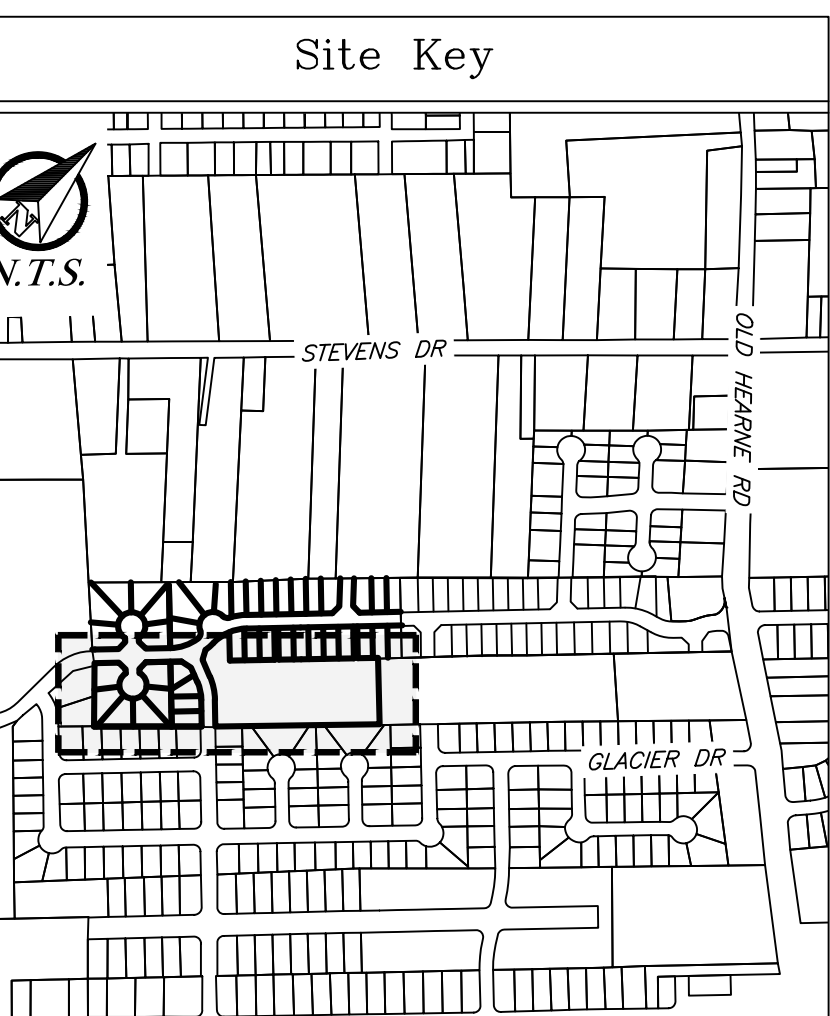 Site Key
N
N.T.S.
STEVENS DR
OLD HEARNE RD
GLACIER DR